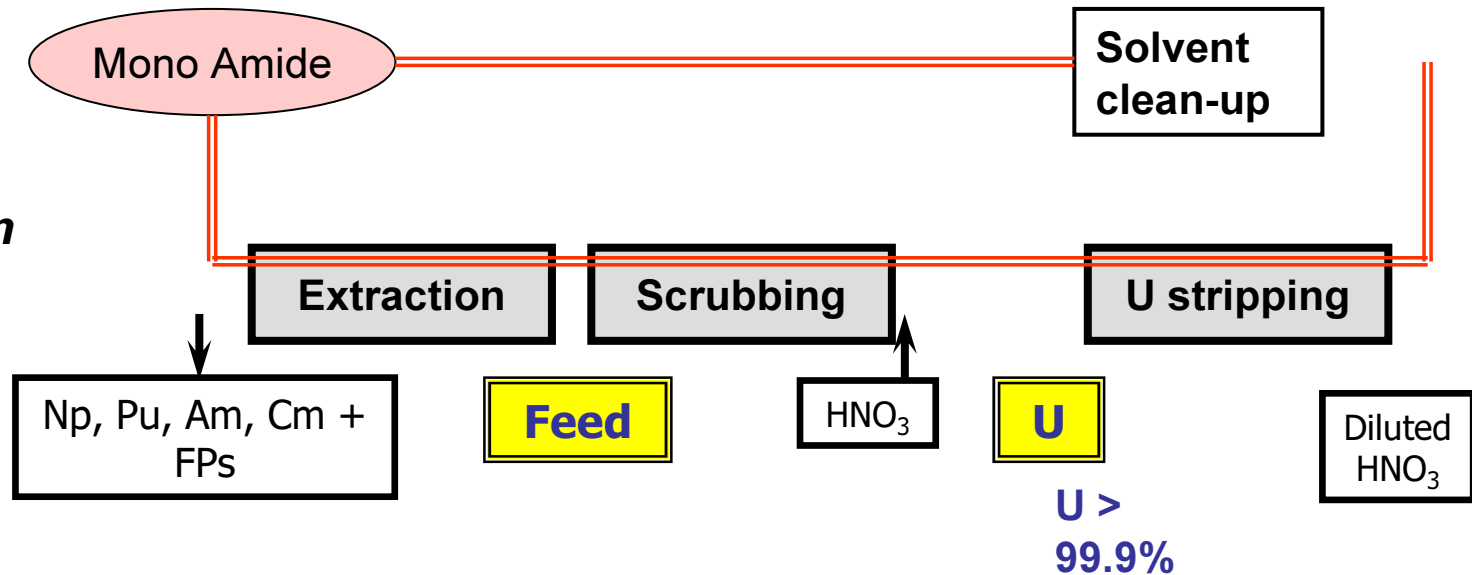 Mono Amide
Solvent
clean-up
n
Extraction
Scrubbing
U stripping
Np, Pu, Am, Cm +
FPs
Feed
HNO₃
U
Diluted
HNO₃
U >
99.9%